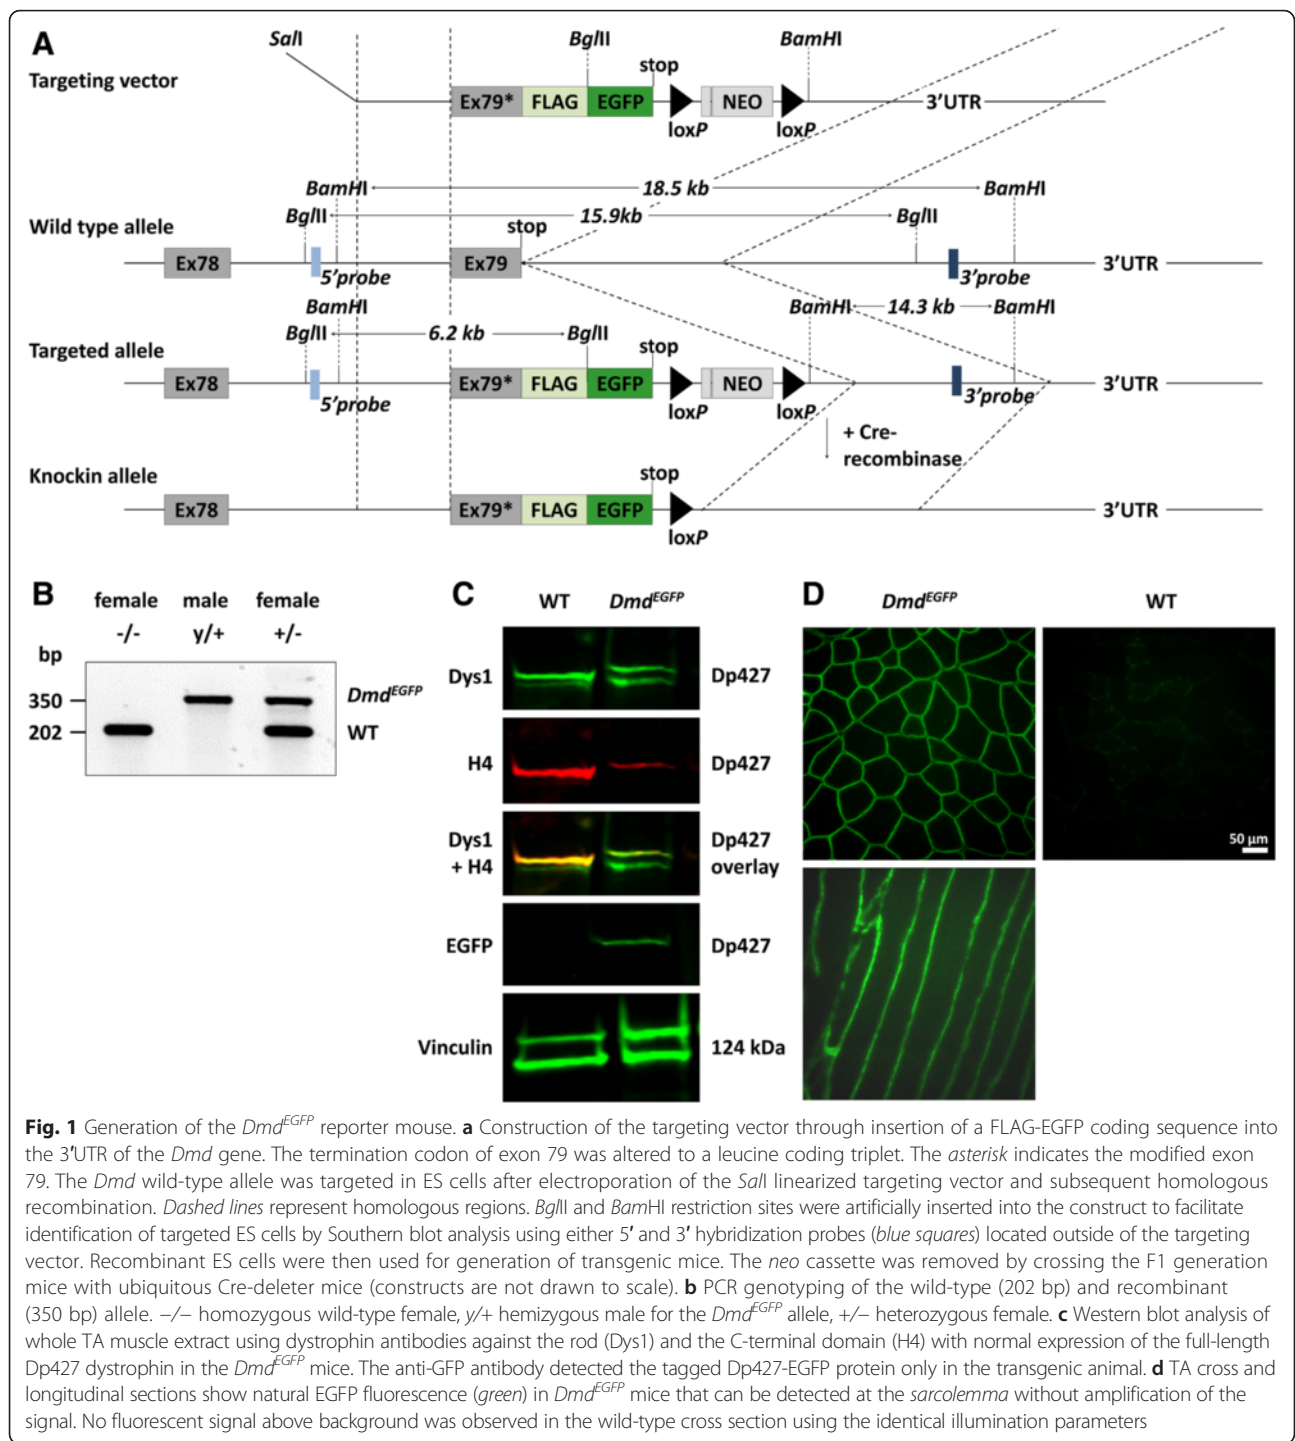 A
SalI
BglII
BamHI
Targeting vector
stop
Ex79*
FLAG
EGFP
NEO
3'UTR
loxP
loxP
BamHI
18.5 kb
BamHI
BglII
15.9kb
BglII
Wild type allele
stop
Ex78
Ex79
3'UTR
5'probe
3'probe
BamHI
BamHI
14.3 kb
BamHI
BglII
6.2 kb
BglII
Targeted allele
stop
Ex78
Ex79*
FLAG
EGFP
NEO
3'UTR
5'probe
loxP
loxP
3'probe
+ Cre-
recombinase
Knockin allele
stop
Ex78
Ex79*
FLAG
EGFP
3'UTR
loxP
B
female male female
-/- y/+ +/-
bp
350
202
DmdEGFP
WT
C
WT DmdEGFP
Dys1 Dp427
H4 Dp427
Dys1 Dp427
+ H4 overlay
EGFP Dp427
Vinculin 124 kDa
D
DmdEGFP WT
50 µm
Fig. 1 Generation of the DmdEGFP reporter mouse. a Construction of the targeting vector through insertion of a FLAG-EGFP coding sequence into
the 3′UTR of the Dmd gene. The termination codon of exon 79 was altered to a leucine coding triplet. The asterisk indicates the modified exon
79. The Dmd wild-type allele was targeted in ES cells after electroporation of the SalI linearized targeting vector and subsequent homologous
recombination. Dashed lines represent homologous regions. BglII and BamHI restriction sites were artificially inserted into the construct to facilitate
identification of targeted ES cells by Southern blot analysis using either 5′ and 3′ hybridization probes (blue squares) located outside of the targeting
vector. Recombinant ES cells were then used for generation of transgenic mice. The neo cassette was removed by crossing the F1 generation
mice with ubiquitous Cre-deleter mice (constructs are not drawn to scale). b PCR genotyping of the wild-type (202 bp) and recombinant
(350 bp) allele. −/− homozygous wild-type female, y/+ hemizygous male for the DmdEGFP allele, +/− heterozygous female. c Western blot analysis of
whole TA muscle extract using dystrophin antibodies against the rod (Dys1) and the C-terminal domain (H4) with normal expression of the full-length
Dp427 dystrophin in the DmdEGFP mice. The anti-GFP antibody detected the tagged Dp427-EGFP protein only in the transgenic animal. d TA cross and
longitudinal sections show natural EGFP fluorescence (green) in DmdEGFP mice that can be detected at the sarcolemma without amplification of the
signal. No fluorescent signal above background was observed in the wild-type cross section using the identical illumination parameters